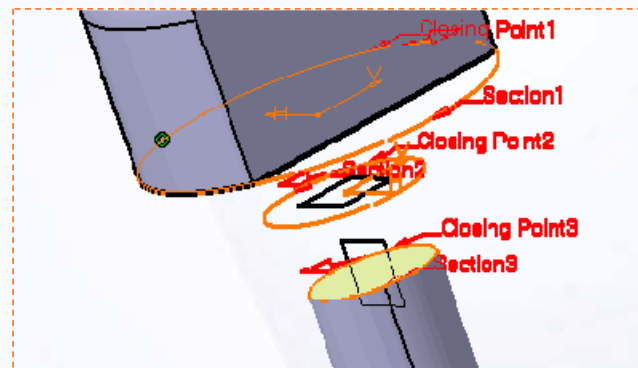 Closing Point1
Section1
Closing Point2
Section2
Closing Point3
Section3
H
V